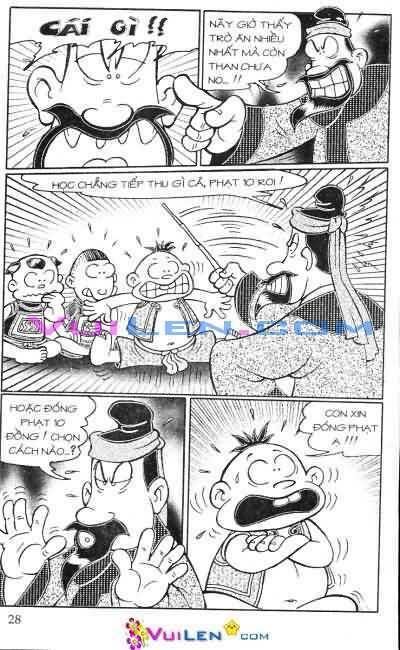 CÁI GÌ !!
NÃY GIỜ THẤY
TRÒ ĂN NHIỀU
NHẤT MÀ CÒN
THAN CHƯA
NO... !!
HỌC CHẲNG TIẾP THU GÌ CẢ, PHẠT 10 ROI !
VUILEN.COM
HOẶC ĐÓNG
PHẠT 10
ĐỒNG ! CHỌN
CÁCH NÀO...?
CON XIN
ĐÓNG PHẠT
Ạ !!!
28
VUILEN.COM